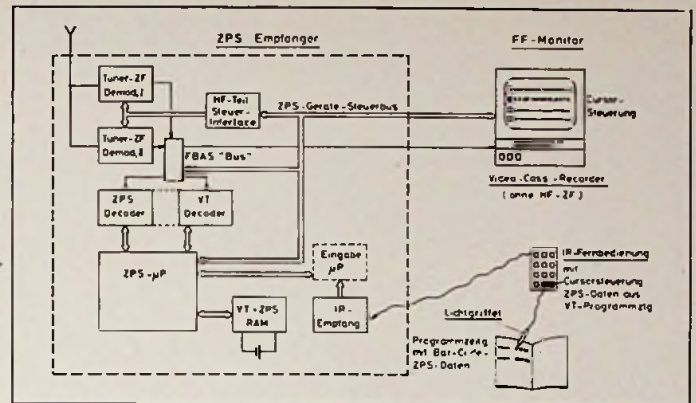 ZPS Empfänger
FF-Monitor
Tuner-ZF
Demod. I
HF-Teil
Steuer-
Interface
ZPS-Geräte-Steuerbus
Cursor-
Steuerung
Tuner-ZF
Demod. II
FBAS "Bus"
Video-Cass-Recorder
(ohne HF-ZF)
ZPS
Decoder
VT
Decoder
ZPS-µP
Eingabe
µP
IR-Fernbedienung
mit
Cursorsteuerung
ZPS-Daten aus
VT-Programmztg
VT+ZPS
RAM
IR-
Empfang
Lichtgriffel
Programmzeitg
mit Bar-Code-
ZPS-Daten